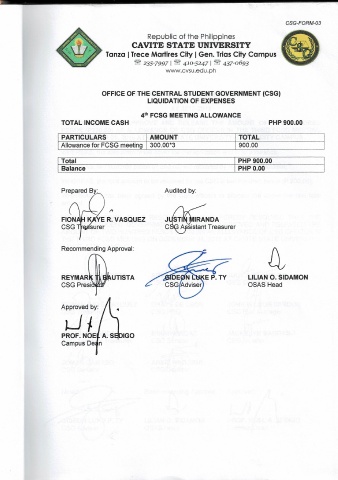 CSG-FORM-03
Republic of the Philippines
CAVITE STATE UNIVERSITY
Tanza | Trece Martires City | Gen. Trias City Campus
☏ 235-7997 | ☏ 410-5247 | ☏ 437-0693
www.cvsu.edu.ph
OFFICE OF THE CENTRAL STUDENT GOVERNMENT (CSG)
LIQUIDATION OF EXPENSES
4th FCSG MEETING ALLOWANCE
TOTAL INCOME CASH PHP 900.00
PARTICULARS AMOUNT TOTAL
Allowance for FCSG meeting 300.00*3 900.00
Total PHP 900.00
Balance PHP 0.00
Prepared By: Audited by:
FIONAH KAYE R. VASQUEZ JUSTIN MIRANDA
CSG Treasurer CSG Assistant Treasurer
Recommending Approval:
REYMARK T. BAUTISTA GIDEON LUKE P. TY LILIAN O. SIDAMON
CSG President CSG Adviser OSAS Head
Approved by:
PROF. NOEL A. SEDIGO
Campus Dean